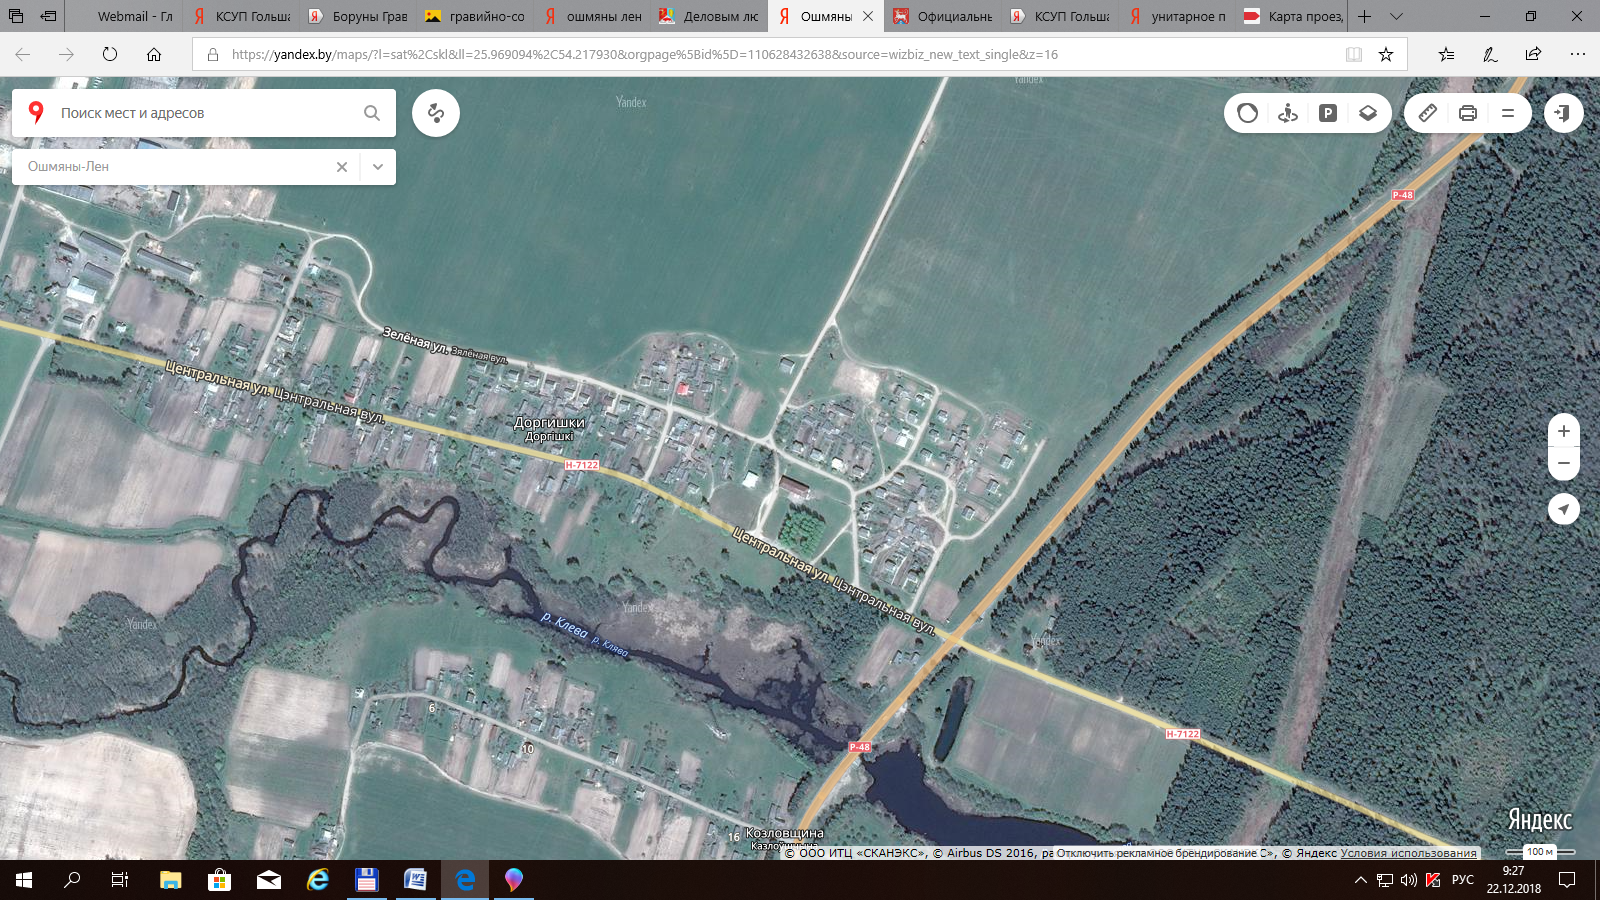 Webmail - Гл
КСУП Гольша
Боруны Грав
гравийно-со
ошмяны лен
Деловым лю
Ошмяны
Официальнь
КСУП Гольша
унитарное п
Карта проез,
https://yandex.by/maps/?l=sat%2Cskl&ll=25.969094%2C54.217930&orgpage%5Bid%5D=110628432638&source=wizbiz_new_text_single&z=16
Поиск мест и адресов
Ошмяны-Лен
Yandex
Yandex
P
Р-48
Зелёная ул. Зялёная вул.
Центральная ул. Цэнтральная вул.
Доргишки
Доргішкі
Н-7122
Центральная ул. Цэнтральная вул.
Yandex
Yandex
Yandex
р. Клева р. Клява
6
10
Р-48
Н-7122
16
Козловщина
Казлоўшчына
Яндекс
© ООО ИТЦ «СКАНЭКС», © Airbus DS 2016, ра Отключить рекламное брендирование С», © Яндекс Условия использования
100 м
РУС
9:27
22.12.2018